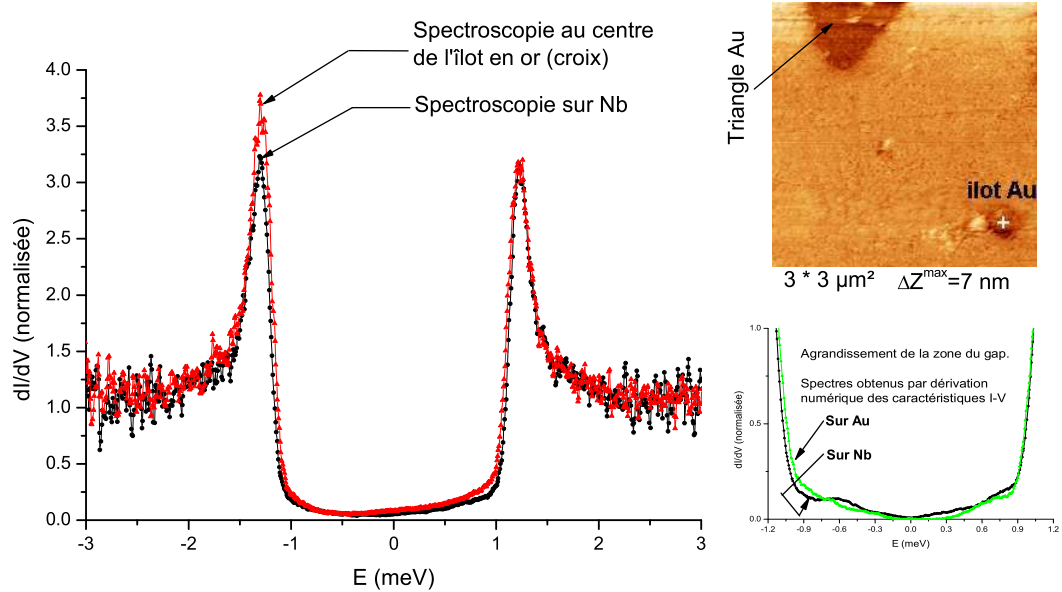 Spectroscopie au centre
de l'îlot en or (croix)
Spectroscopie sur Nb
4.0
3.5
3.0
2.5
2.0
1.5
1.0
0.5
0.0
dI/dV (normalisée)
-3
-2
-1
0
1
2
3
E (meV)
Triangle Au
ilot Au
3 * 3 µm² ΔZmax=7 nm
1.0
0.5
0.0
dI/dV (normalisée)
Agrandissement de la zone du gap.
Spectres obtenus par dérivation
numérique des caractéristiques I-V
Sur Au
Sur Nb
-1.2
-0.9
-0.6
-0.3
0.0
0.3
0.6
0.9
1.2
E (meV)